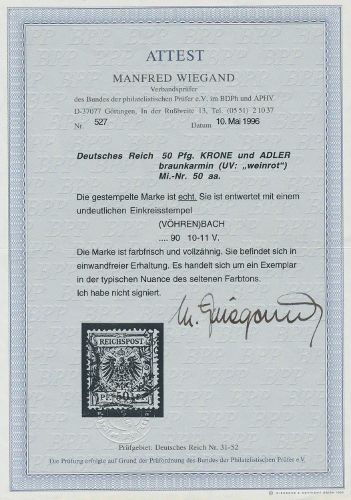 ATTEST
MANFRED WIEGAND
Verbandsprüfer
des Bundes der philatelistischen Prüfer e.V. im BDPh und APHV
D-37077 Göttingen, In der Rußweite 13, Tel. (05 51) 2 10 37
Nr. 527 Datum 10. Mai 1996
Deutsches Reich 50 Pfg. KRONE und ADLER
braunkarmin (UV: „weinrot")
Mi.-Nr. 50 aa.
Die gestempelte Marke ist echt. Sie ist entwertet mit einem
undeutlichen Einkreisstempel
(VÖHREN)BACH
.... 90 10-11 V.
Die Marke ist farbfrisch und vollzähnig. Sie befindet sich in
einwandfreier Erhaltung. Es handelt sich um ein Exemplar
in der typischen Nuance des seltenen Farbtons.
Ich habe nicht signiert.
REICHSPOST
50
Prüfgebiet: Deutsches Reich Nr. 31-52
Die Prüfung erfolgte auf Grund der Prüfordnung des Bundes der Philatelistischen Prüfer e.V.